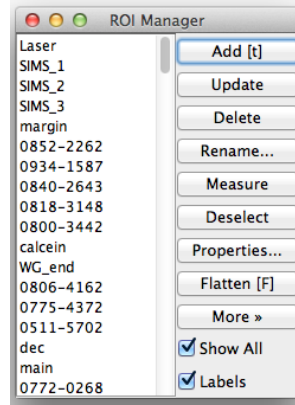 ROI Manager
Laser
SIMS_1
SIMS_2
SIMS_3
margin
0852-2262
0934-1587
0840-2643
0818-3148
0800-3442
calcein
WG_end
0806-4162
0775-4372
0511-5702
dec
main
0772-0268
Add [t]
Update
Delete
Rename...
Measure
Deselect
Properties...
Flatten [F]
More »
Show All
Labels